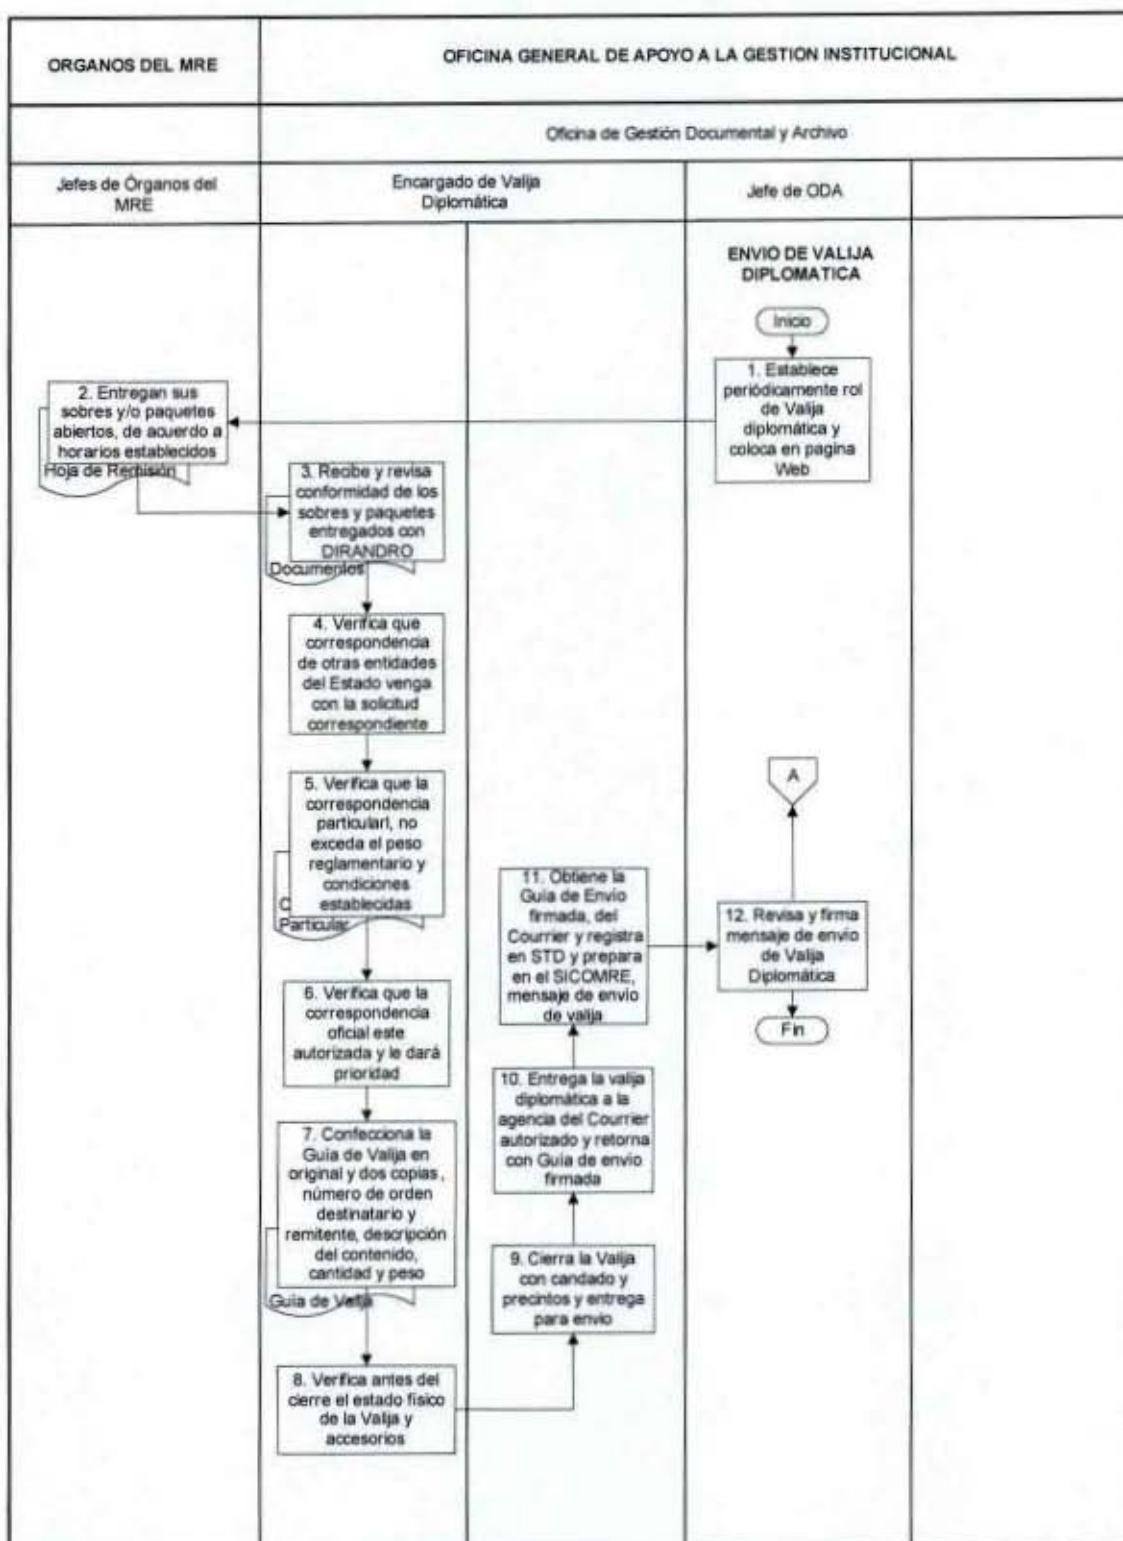 ORGANOS DEL MRE
OFICINA GENERAL DE APOYO A LA GESTION INSTITUCIONAL
Oficina de Gestión Documental y Archivo
Jefes de Órganos del
MRE
Encargado de Valija
Diplomática
Jefe de ODA
ENVIO DE VALIJA
DIPLOMATICA
Inicio
1. Establece
periódicamente rol
de Valija
diplomática y
coloca en pagina
Web
2. Entregan sus
sobres y/o paquetes
abiertos, de acuerdo a
horarios establecidos
Hoja de Remisión
3. Recibe y revisa
conformidad de los
sobres y paquetes
entregados con
DIRANDRO
Documentos
4. Verifica que
correspondencia
de otras entidades
del Estado venga
con la solicitud
correspondiente
5. Verifica que la
correspondencia
particularl, no
exceda el peso
reglamentario y
condiciones
establecidas
C
Particular
6. Verifica que la
correspondencia
oficial este
autorizada y le dará
prioridad
7. Confecciona la
Guía de Valija en
original y dos copias,
número de orden
destinatario y
remitente, descripción
del contenido,
cantidad y peso
Guia de Valija
8. Verifica antes del
cierre el estado físico
de la Valija y
accesorios
9. Cierra la Valija
con candado y
precintos y entrega
para envio
10. Entrega la valija
diplomática a la
agencia del Courrier
autorizado y retorna
con Guía de envio
firmada
11. Obtiene la
Guía de Envio
firmada, del
Courrier y registra
en STD y prepara
en el SICOMRE,
mensaje de envio
de valija
12. Revisa y firma
mensaje de envio
de Valija
Diplomática
A
Fin